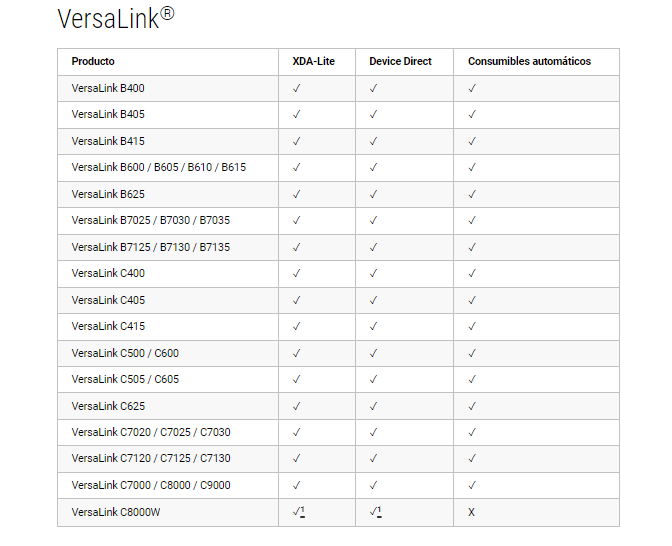 VersaLink®
Producto XDA-Lite Device Direct Consumibles automáticos
VersaLink B400 ✓ ✓ ✓
VersaLink B405 ✓ ✓ ✓
VersaLink B415 ✓ ✓ ✓
VersaLink B600 / B605 / B610 / B615 ✓ ✓ ✓
VersaLink B625 ✓ ✓ ✓
VersaLink B7025 / B7030 / B7035 ✓ ✓ ✓
VersaLink B7125 / B7130 / B7135 ✓ ✓ ✓
VersaLink C400 ✓ ✓ ✓
VersaLink C405 ✓ ✓ ✓
VersaLink C415 ✓ ✓ ✓
VersaLink C500 / C600 ✓ ✓ ✓
VersaLink C505 / C605 ✓ ✓ ✓
VersaLink C625 ✓ ✓ ✓
VersaLink C7020 / C7025 / C7030 ✓ ✓ ✓
VersaLink C7120 / C7125 / C7130 ✓ ✓ ✓
VersaLink C7000 / C8000 / C9000 ✓ ✓ ✓
VersaLink C8000W ✓1 ✓1 X